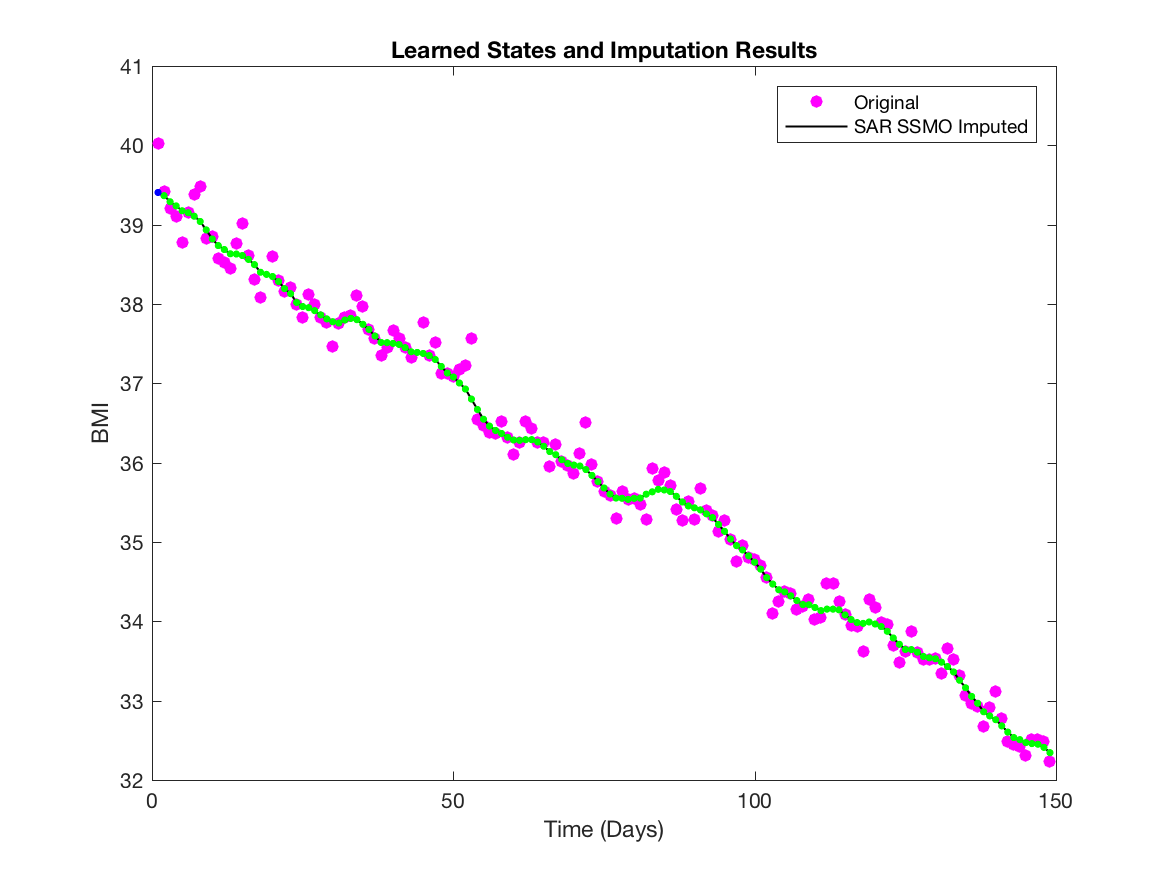 Learned States and Imputation Results
Original
SAR SSMO Imputed
41
40
39
38
37
36
35
34
33
32
BMI
0 50 100 150
Time (Days)